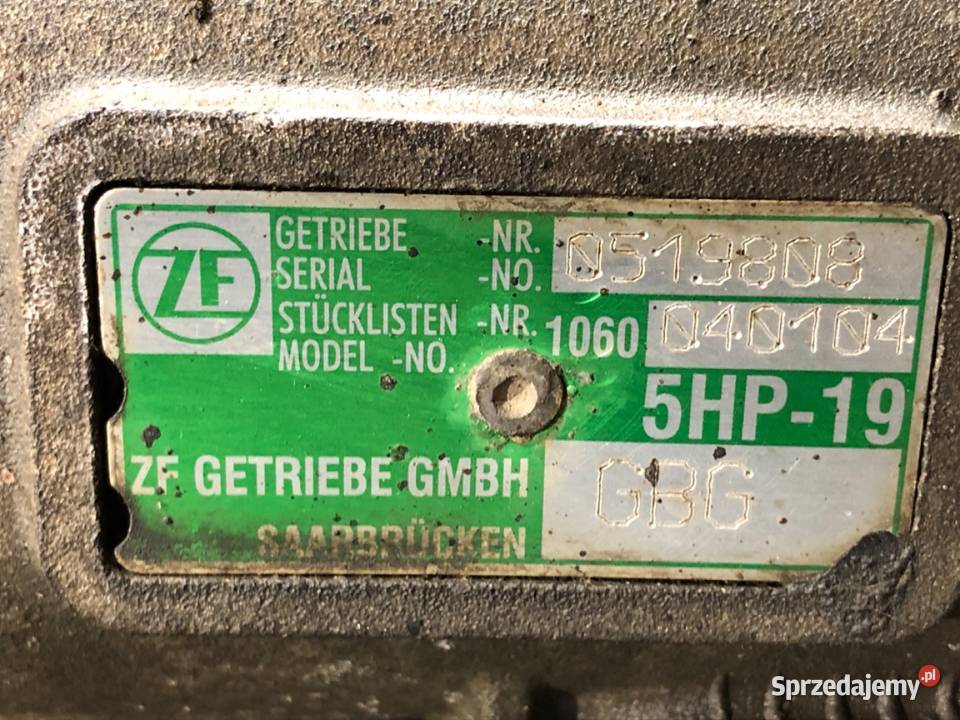 ZF
GETRIEBE -NR. 0519808
SERIAL -NO.
STÜCKLISTEN -NR. 1060 040104
MODEL -NO.
5HP-19
ZF GETRIEBE GMBH GBG
SAARBRÜCKEN
Sprzedajemy.pl